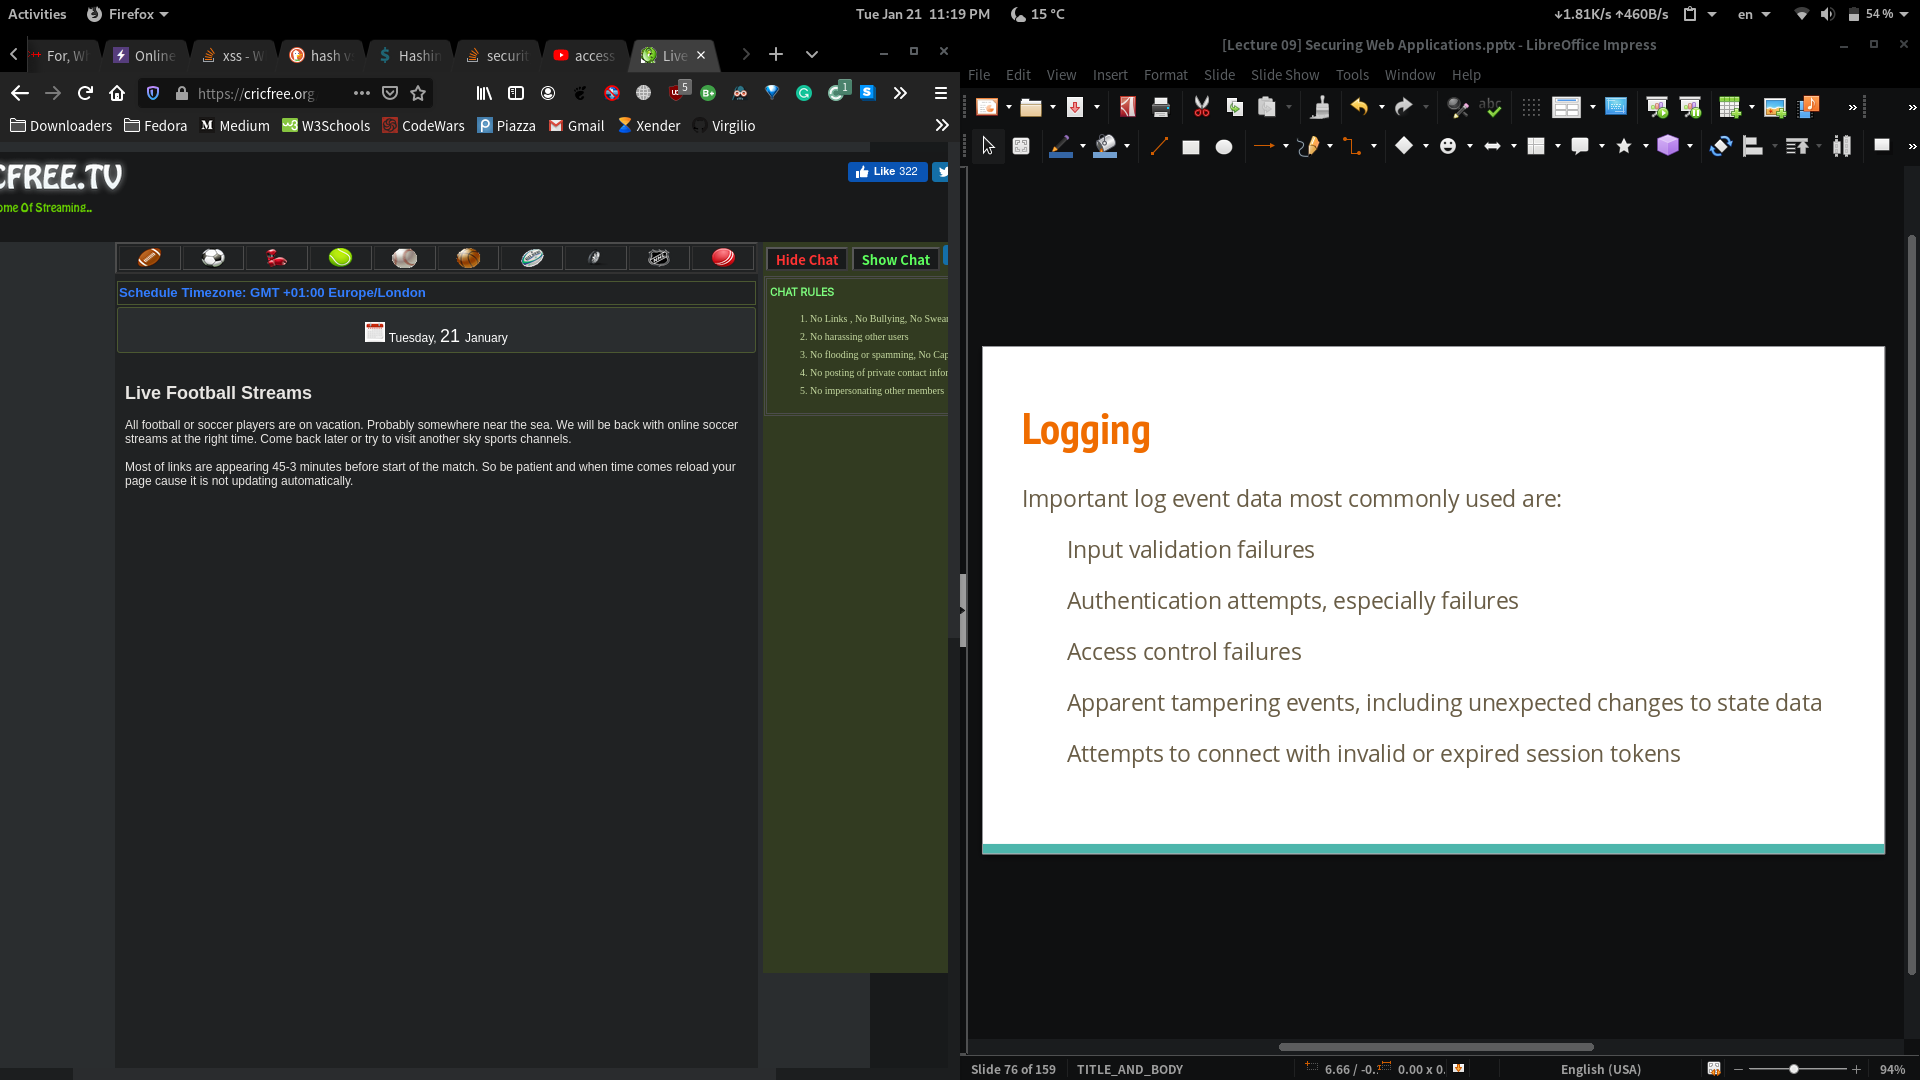 Activities Firefox Tue Jan 21 11:19 PM 15 °C ↓1.81K/s ↑460B/s en 54 %
For, Wh Online xss - W hash v Hashin securit access Live
https://cricfree.org 5 1
Downloaders Fedora Medium W3Schools CodeWars Piazza Gmail Xender Virgilio
CFREE.TV
ome Of Streaming..
Like 322
Hide Chat Show Chat
Schedule Timezone: GMT +01:00 Europe/London
Tuesday, 21 January
Live Football Streams
All football or soccer players are on vacation. Probably somewhere near the sea. We will be back with online soccer
streams at the right time. Come back later or try to visit another sky sports channels.
Most of links are appearing 45-3 minutes before start of the match. So be patient and when time comes reload your
page cause it is not updating automatically.
CHAT RULES
1. No Links , No Bullying, No Swear
2. No harassing other users
3. No flooding or spamming, No Cap
4. No posting of private contact infor
5. No impersonating other members
[Lecture 09] Securing Web Applications.pptx - LibreOffice Impress
File Edit View Insert Format Slide Slide Show Tools Window Help
Logging
Important log event data most commonly used are:
Input validation failures
Authentication attempts, especially failures
Access control failures
Apparent tampering events, including unexpected changes to state data
Attempts to connect with invalid or expired session tokens
Slide 76 of 159 TITLE_AND_BODY 6.66 / -0. 0.00 x 0. English (USA) 94%